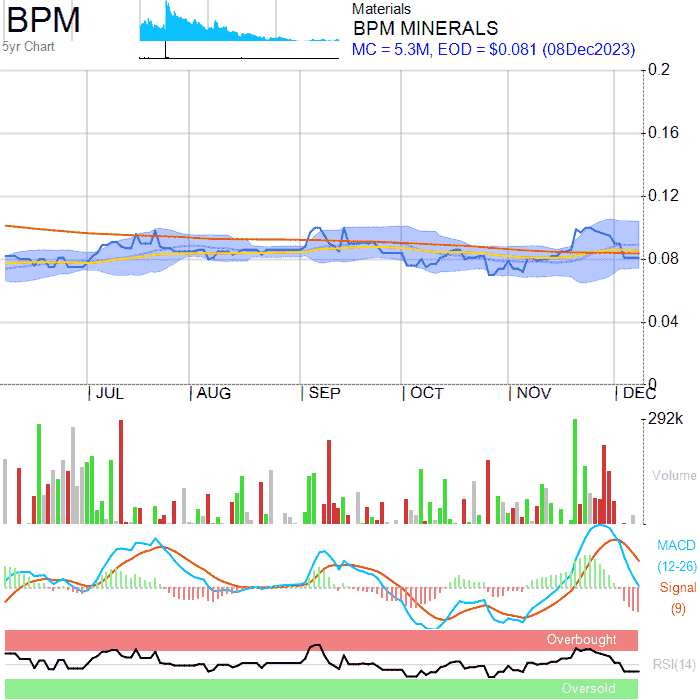 BPM
5yr Chart
Materials
BPM MINERALS
MC = 5.3M, EOD = $0.081 (08Dec2023)
0.2
0.16
0.12
0.08
0.04
0
JUL AUG SEP OCT NOV DEC
292k
Volume
MACD
(12-26)
Signal
(9)
Overbought
RSI(14)
Oversold